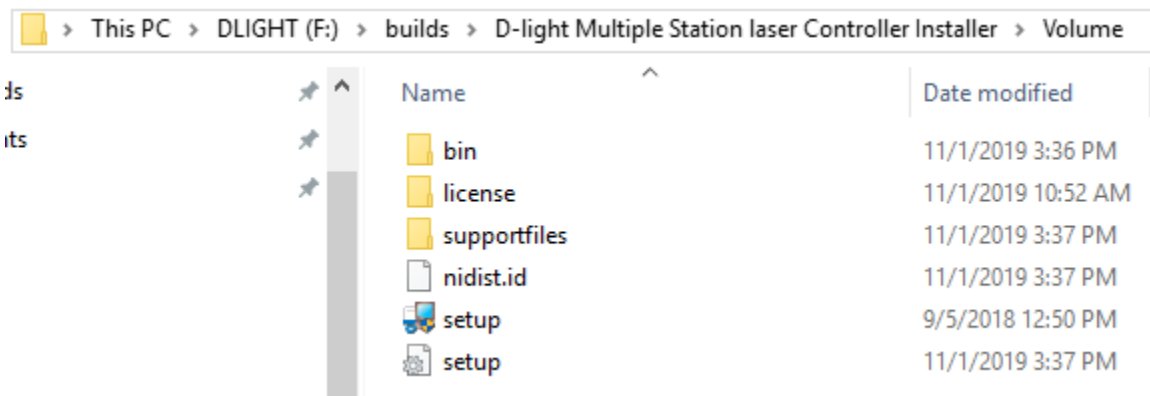 This PC > DLIGHT (F:) > builds > D-light Multiple Station laser Controller Installer > Volume
ds
nts
Name Date modified
bin 11/1/2019 3:36 PM
license 11/1/2019 10:52 AM
supportfiles 11/1/2019 3:37 PM
nidist.id 11/1/2019 3:37 PM
setup 9/5/2018 12:50 PM
setup 11/1/2019 3:37 PM